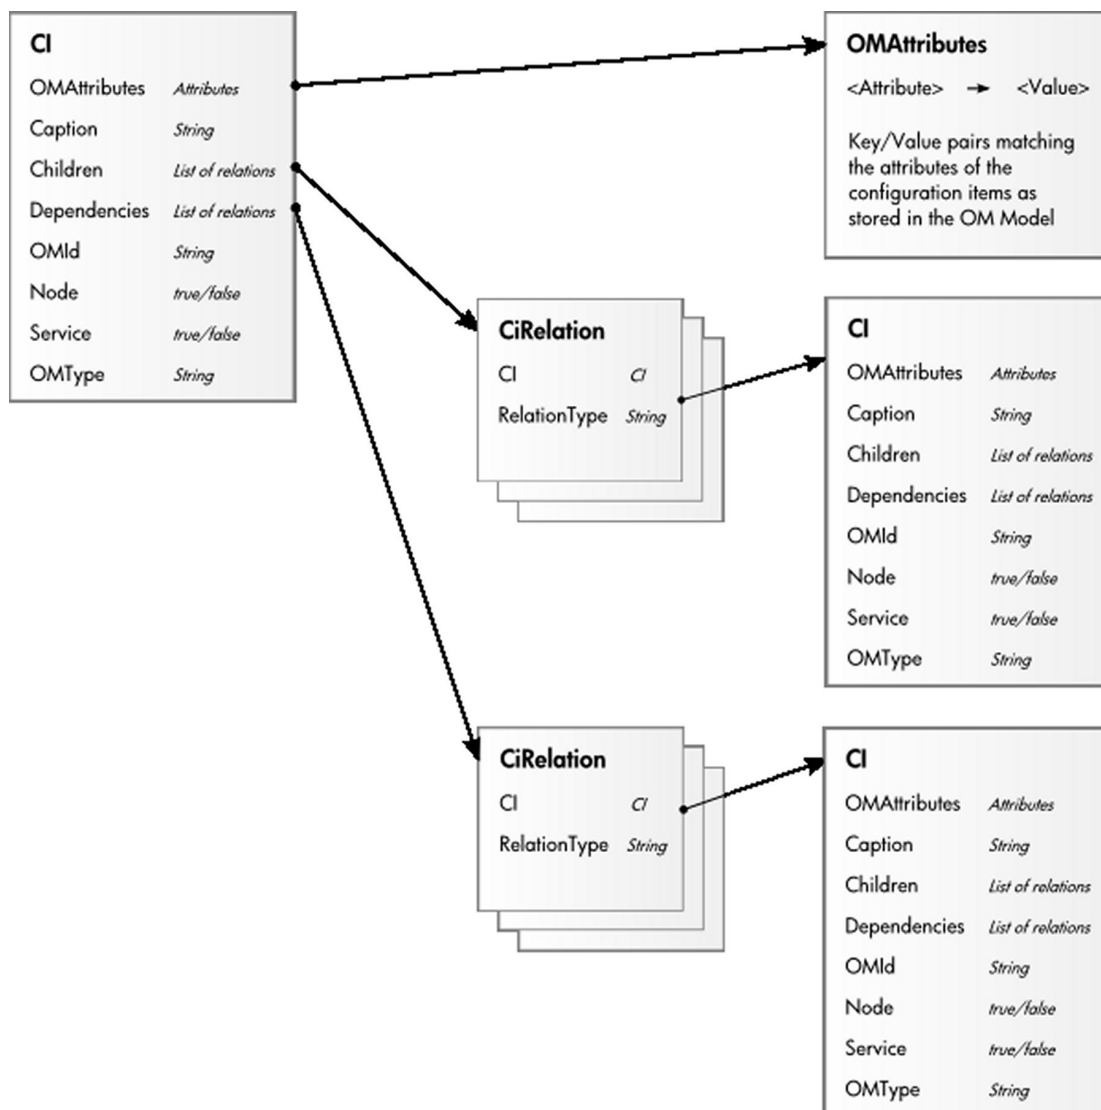 CI
OMAttributes Attributes
Caption String
Children List of relations
Dependencies List of relations
OMId String
Node true/false
Service true/false
OMType String
OMAttributes
<Attribute> → <Value>
Key/Value pairs matching
the attributes of the
configuration items as
stored in the OM Model
CiRelation
CI CI
RelationType String
CI
OMAttributes Attributes
Caption String
Children List of relations
Dependencies List of relations
OMId String
Node true/false
Service true/false
OMType String
CiRelation
CI CI
RelationType String
CI
OMAttributes Attributes
Caption String
Children List of relations
Dependencies List of relations
OMId String
Node true/false
Service true/false
OMType String